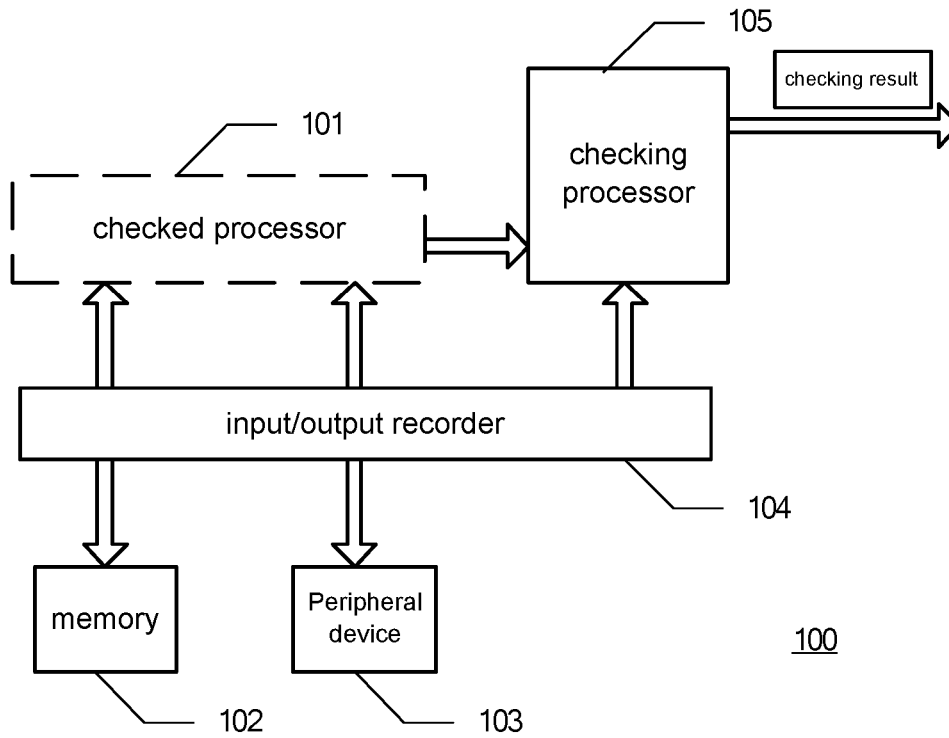 105
checking result
101
checking
processor
checked processor
input/output recorder
104
memory
Peripheral
device
100
102
103